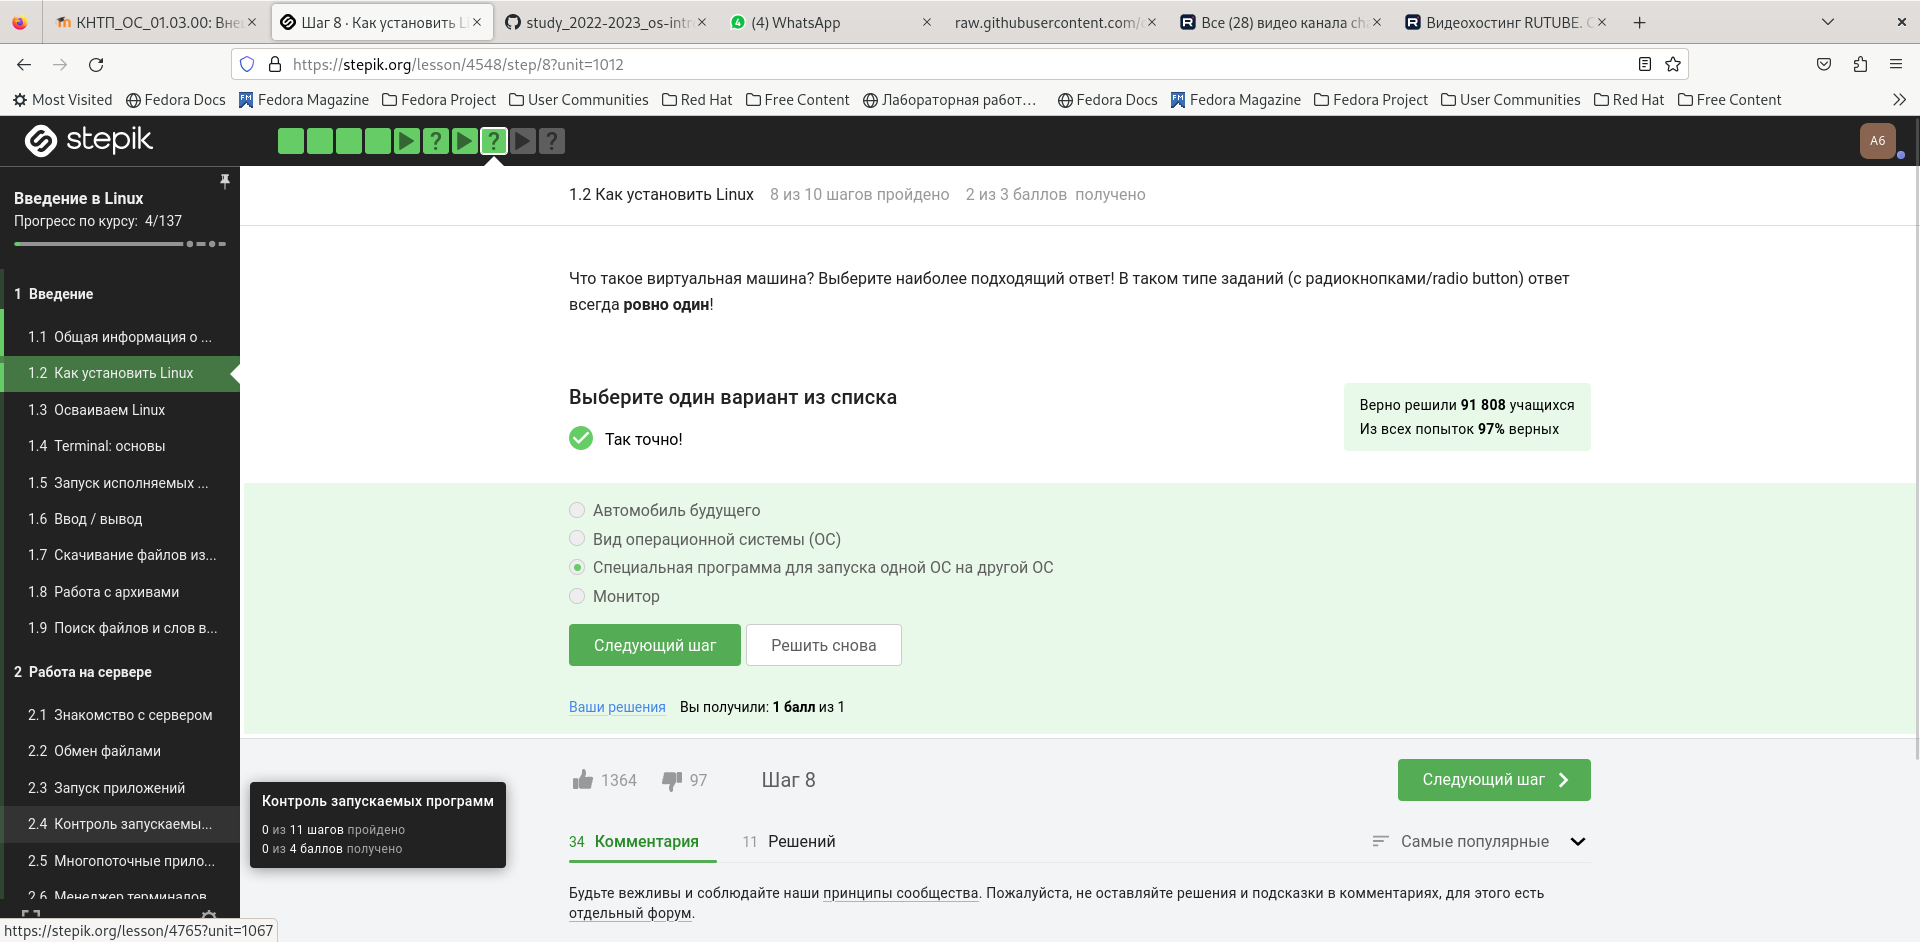 КНТП_ОС_01.03.00: Вне
Шаг 8 · Как установить Li
study_2022-2023_os-intr
(4) WhatsApp
raw.githubusercontent.com/
Все (28) видео канала
Видеохостинг RUTUBE.
https://stepik.org/lesson/4548/step/8?unit=1012
Most Visited
Fedora Docs
Fedora Magazine
Fedora Project
User Communities
Red Hat
Free Content
Лабораторная работ…
Fedora Docs
Fedora Magazine
Fedora Project
User Communities
Red Hat
Free Content
stepik
A6
Введение в Linux
Прогресс по курсу: 4/137
1 Введение
1.1 Общая информация о ...
1.2 Как установить Linux
1.3 Осваиваем Linux
1.4 Terminal: основы
1.5 Запуск исполняемых ...
1.6 Ввод / вывод
1.7 Скачивание файлов из...
1.8 Работа с архивами
1.9 Поиск файлов и слов в...
2 Работа на сервере
2.1 Знакомство с сервером
2.2 Обмен файлами
2.3 Запуск приложений
2.4 Контроль запускаемы...
2.5 Многопоточные прило...
2.6 Менеджер терминалов
Контроль запускаемых программ
0 из 11 шагов пройдено
0 из 4 баллов получено
https://stepik.org/lesson/4765?unit=1067
1.2 Как установить Linux 8 из 10 шагов пройдено 2 из 3 баллов получено
Что такое виртуальная машина? Выберите наиболее подходящий ответ! В таком типе заданий (с радиокнопками/radio button) ответ
всегда ровно один!
Выберите один вариант из списка
Так точно!
Верно решили 91 808 учащихся
Из всех попыток 97% верных
Автомобиль будущего
Вид операционной системы (ОС)
Специальная программа для запуска одной ОС на другой ОС
Монитор
Следующий шаг
Решить снова
Ваши решения Вы получили: 1 балл из 1
1364
97
Шаг 8
Следующий шаг
34 Комментария
11 Решений
Самые популярные
Будьте вежливы и соблюдайте наши принципы сообщества. Пожалуйста, не оставляйте решения и подсказки в комментариях, для этого есть
отдельный форум.